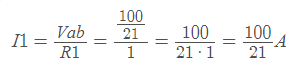 I1 = Vab/R1 = (100/21)/1 = 100/(21 · 1) = 100/21 A